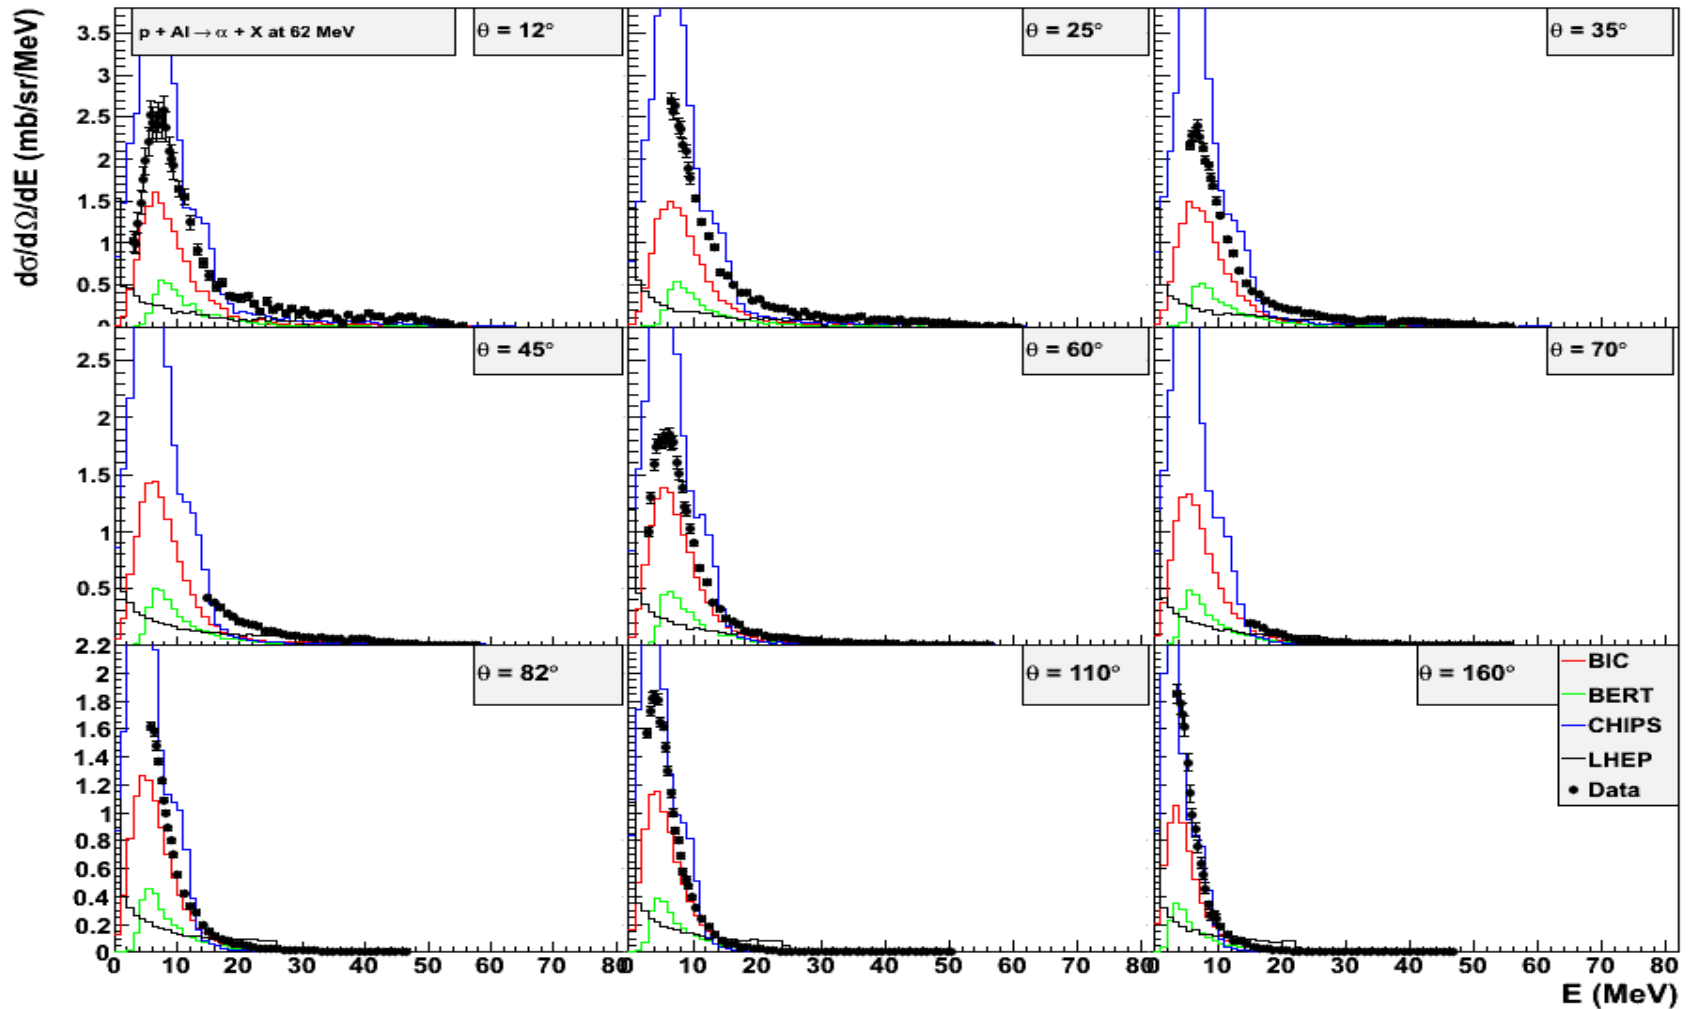 dσ/dΩ/dE (mb/sr/MeV)
p + Al → α + X at 62 MeV
θ = 12°
θ = 25°
θ = 35°
3.5
3
2.5
2
1.5
1
0.5
0
θ = 45°
θ = 60°
θ = 70°
2.5
2
1.5
1
0.5
θ = 82°
θ = 110°
θ = 160°
2.2
2
1.8
1.6
1.4
1.2
1
0.8
0.6
0.4
0.2
0
BIC
BERT
CHIPS
LHEP
Data
0 10 20 30 40 50 60 70 80 0 10 20 30 40 50 60 70 80 0 10 20 30 40 50 60 70 80
E (MeV)